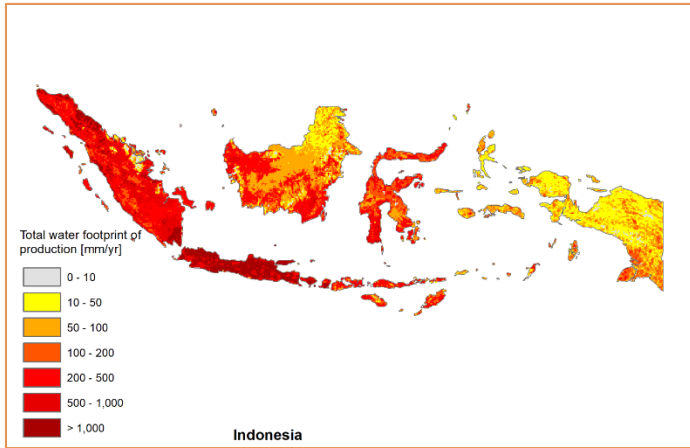 Total water footprint of
production [mm/yr]
0 - 10
10 - 50
50 - 100
100 - 200
200 - 500
500 - 1,000
> 1,000
Indonesia